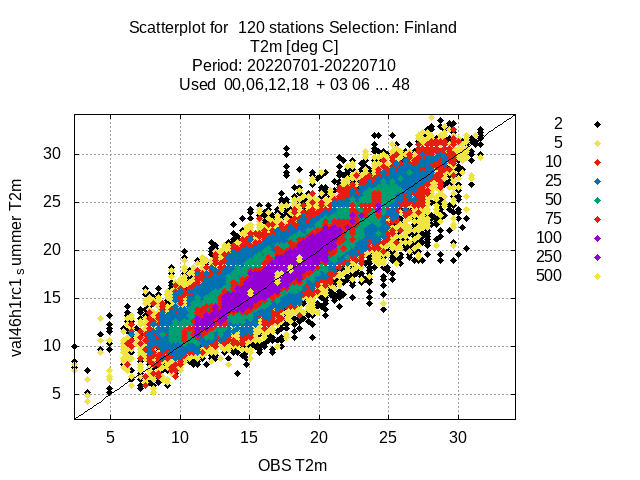 Scatterplot for  120 stations Selection: Finland
T2m [deg C]
Period: 20220701-20220710
Used  00,06,12,18  + 03 06 ... 48
val46h1rc1 summer T2m
30
25
20
15
10
5
5 10 15 20 25 30
OBS T2m
2
5
10
25
50
75
100
250
500